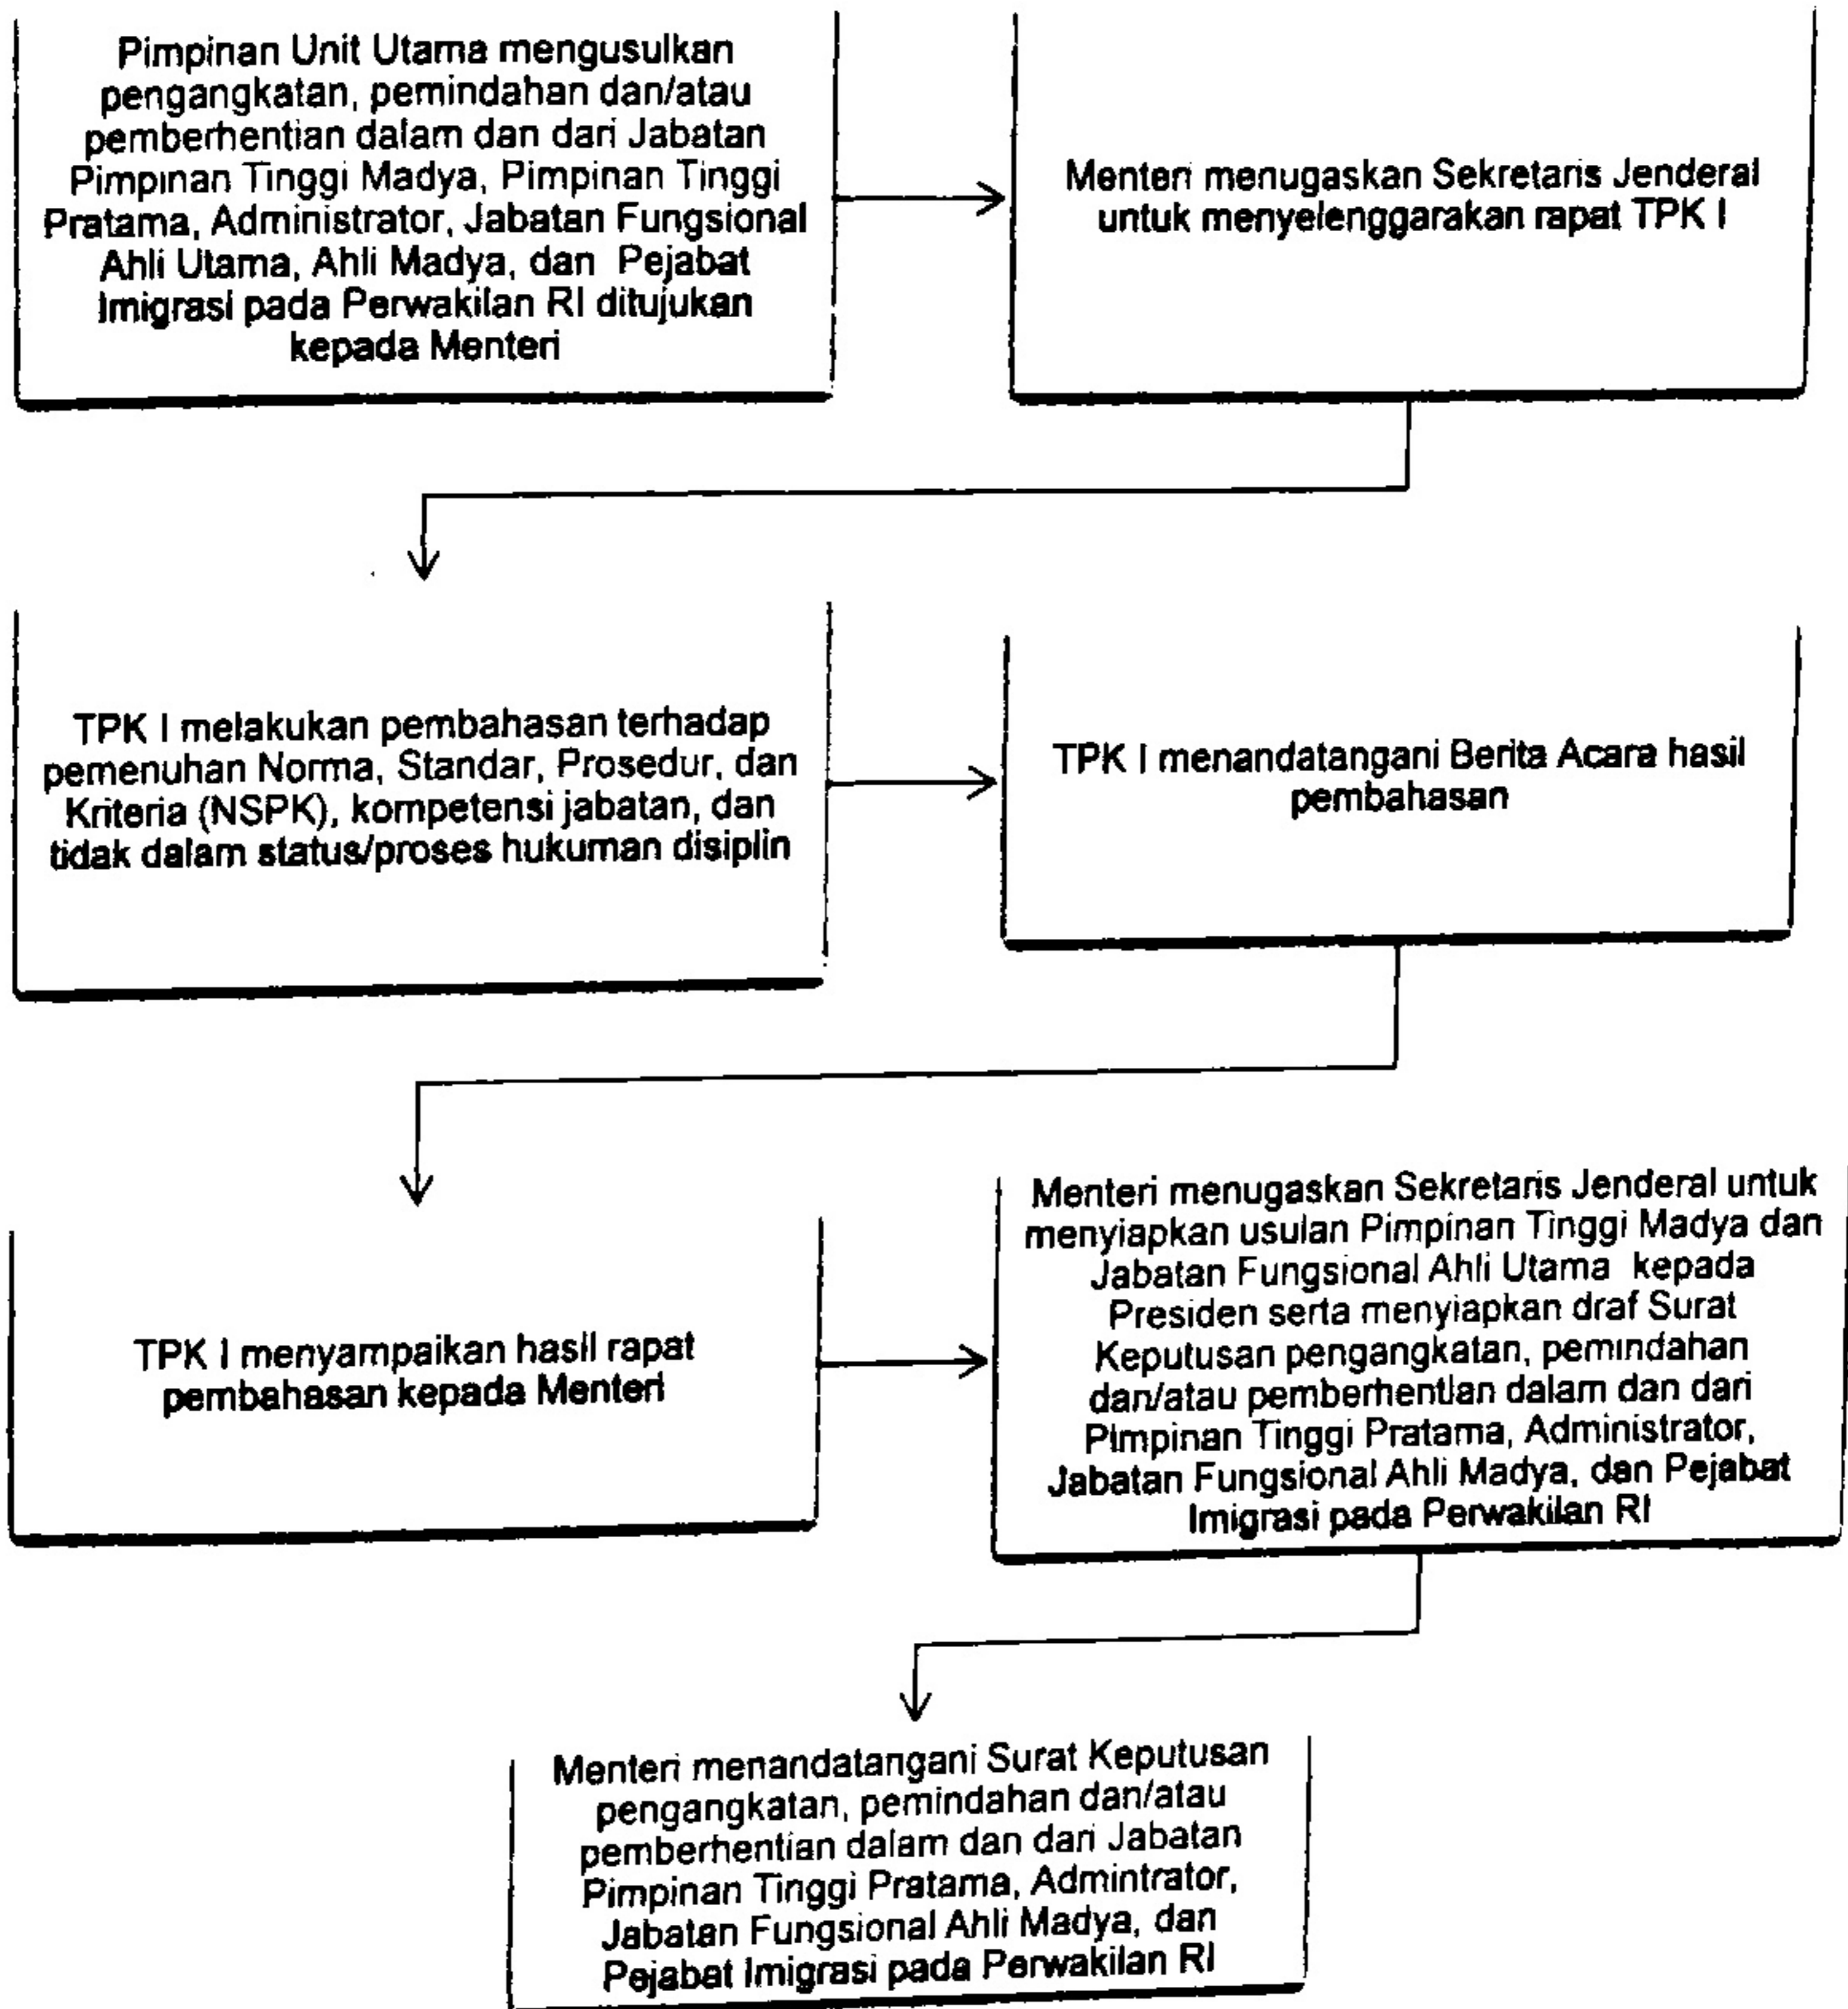 Pimpinan Unit Utama mengusulkan
pengangkatan, pemindahan dan/atau
pemberhentian dalam dan dari Jabatan
Pimpinan Tinggi Madya, Pimpinan Tinggi
Pratama, Administrator, Jabatan Fungsional
Ahli Utama, Ahli Madya, dan Pejabat
Imigrasi pada Perwakilan RI ditujukan
kepada Menteri
Menteri menugaskan Sekretaris Jenderal
untuk menyelenggarakan rapat TPK I
TPK I melakukan pembahasan terhadap
pemenuhan Norma, Standar, Prosedur, dan
Kriteria (NSPK), kompetensi jabatan, dan
tidak dalam status/proses hukuman disiplin
TPK I menandatangani Berita Acara hasil
pembahasan
TPK I menyampaikan hasil rapat
pembahasan kepada Menteri
Menteri menugaskan Sekretaris Jenderal untuk
menyiapkan usulan Pimpinan Tinggi Madya dan
Jabatan Fungsional Ahli Utama kepada
Presiden serta menyiapkan draf Surat
Keputusan pengangkatan, pemindahan
dan/atau pemberhentian dalam dan dari
Pimpinan Tinggi Pratama, Administrator,
Jabatan Fungsional Ahli Madya, dan Pejabat
Imigrasi pada Perwakilan RI
Menteri menandatangani Surat Keputusan
pengangkatan, pemindahan dan/atau
pemberhentian dalam dan dari Jabatan
Pimpinan Tinggi Pratama, Admintrator,
Jabatan Fungsional Ahli Madya, dan
Pejabat Imigrasi pada Perwakilan RI